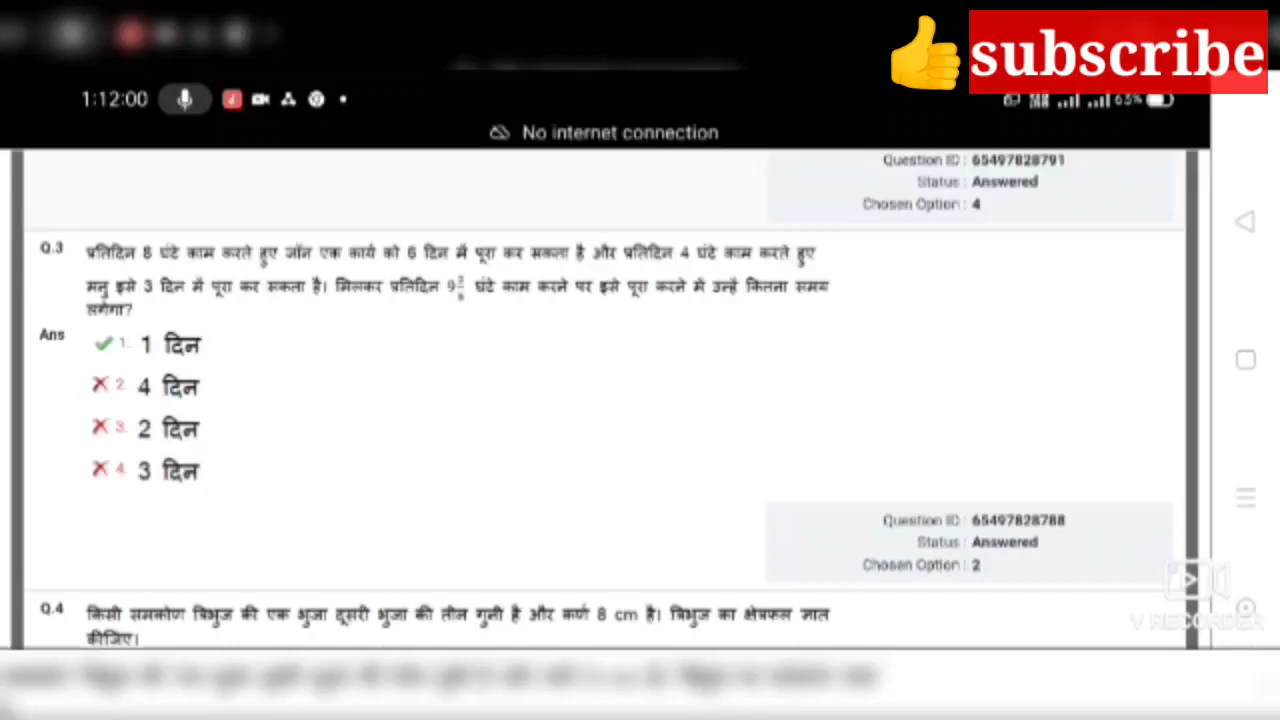 subscribe
1:12:00
63%
No internet connection
Question ID : 65497828791
Status : Answered
Chosen Option : 4
Q.3 प्रतिदिन 8 घंटे काम करते हुए जॉन एक कार्य को 6 दिन में पूरा कर सकता है और प्रतिदिन 4 घंटे काम करते हुए
मनु इसे 3 दिन में पूरा कर सकता है। मिलकर प्रतिदिन 9 घंटे काम करने पर इसे पूरा करने में उन्हें कितना समय
लगेगा?
Ans
1. 1 दिन
2. 4 दिन
3. 2 दिन
4. 3 दिन
Question ID : 65497828788
Status : Answered
Chosen Option : 2
Q.4 किसी समकोण त्रिभुज की एक भुजा दूसरी भुजा की तीन गुनी है और कर्ण 8 cm है। त्रिभुज का क्षेत्रफल ज्ञात
कीजिए।
V RECORDER